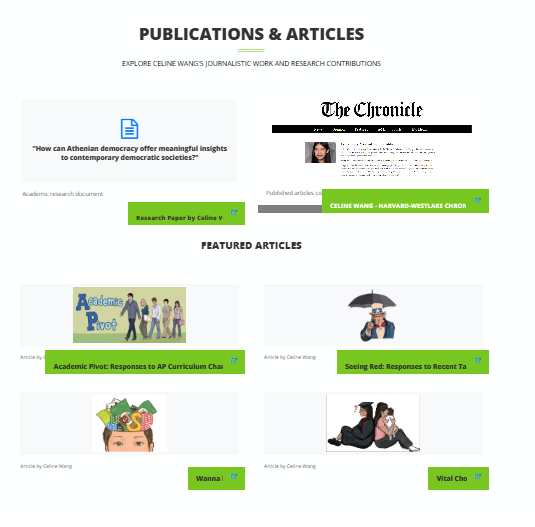 PUBLICATIONS & ARTICLES
EXPLORE CELINE WANG'S JOURNALISTIC WORK AND RESEARCH CONTRIBUTIONS
"How can Athenian democracy offer meaningful insights
to contemporary democratic societies?"
Academic research document
Research Paper by Celine W
The Chronicle
Published articles co
CELINE WANG - HARVARD-WESTLAKE CHRON
FEATURED ARTICLES
Academic
Pivot
Article by C
Academic Pivot: Responses to AP Curriculum Chan
Article by Celine Wang
Seeing Red: Responses to Recent Ta
Article by Celine Wang
Wanna
Article by Celine Wang
Vital Cho